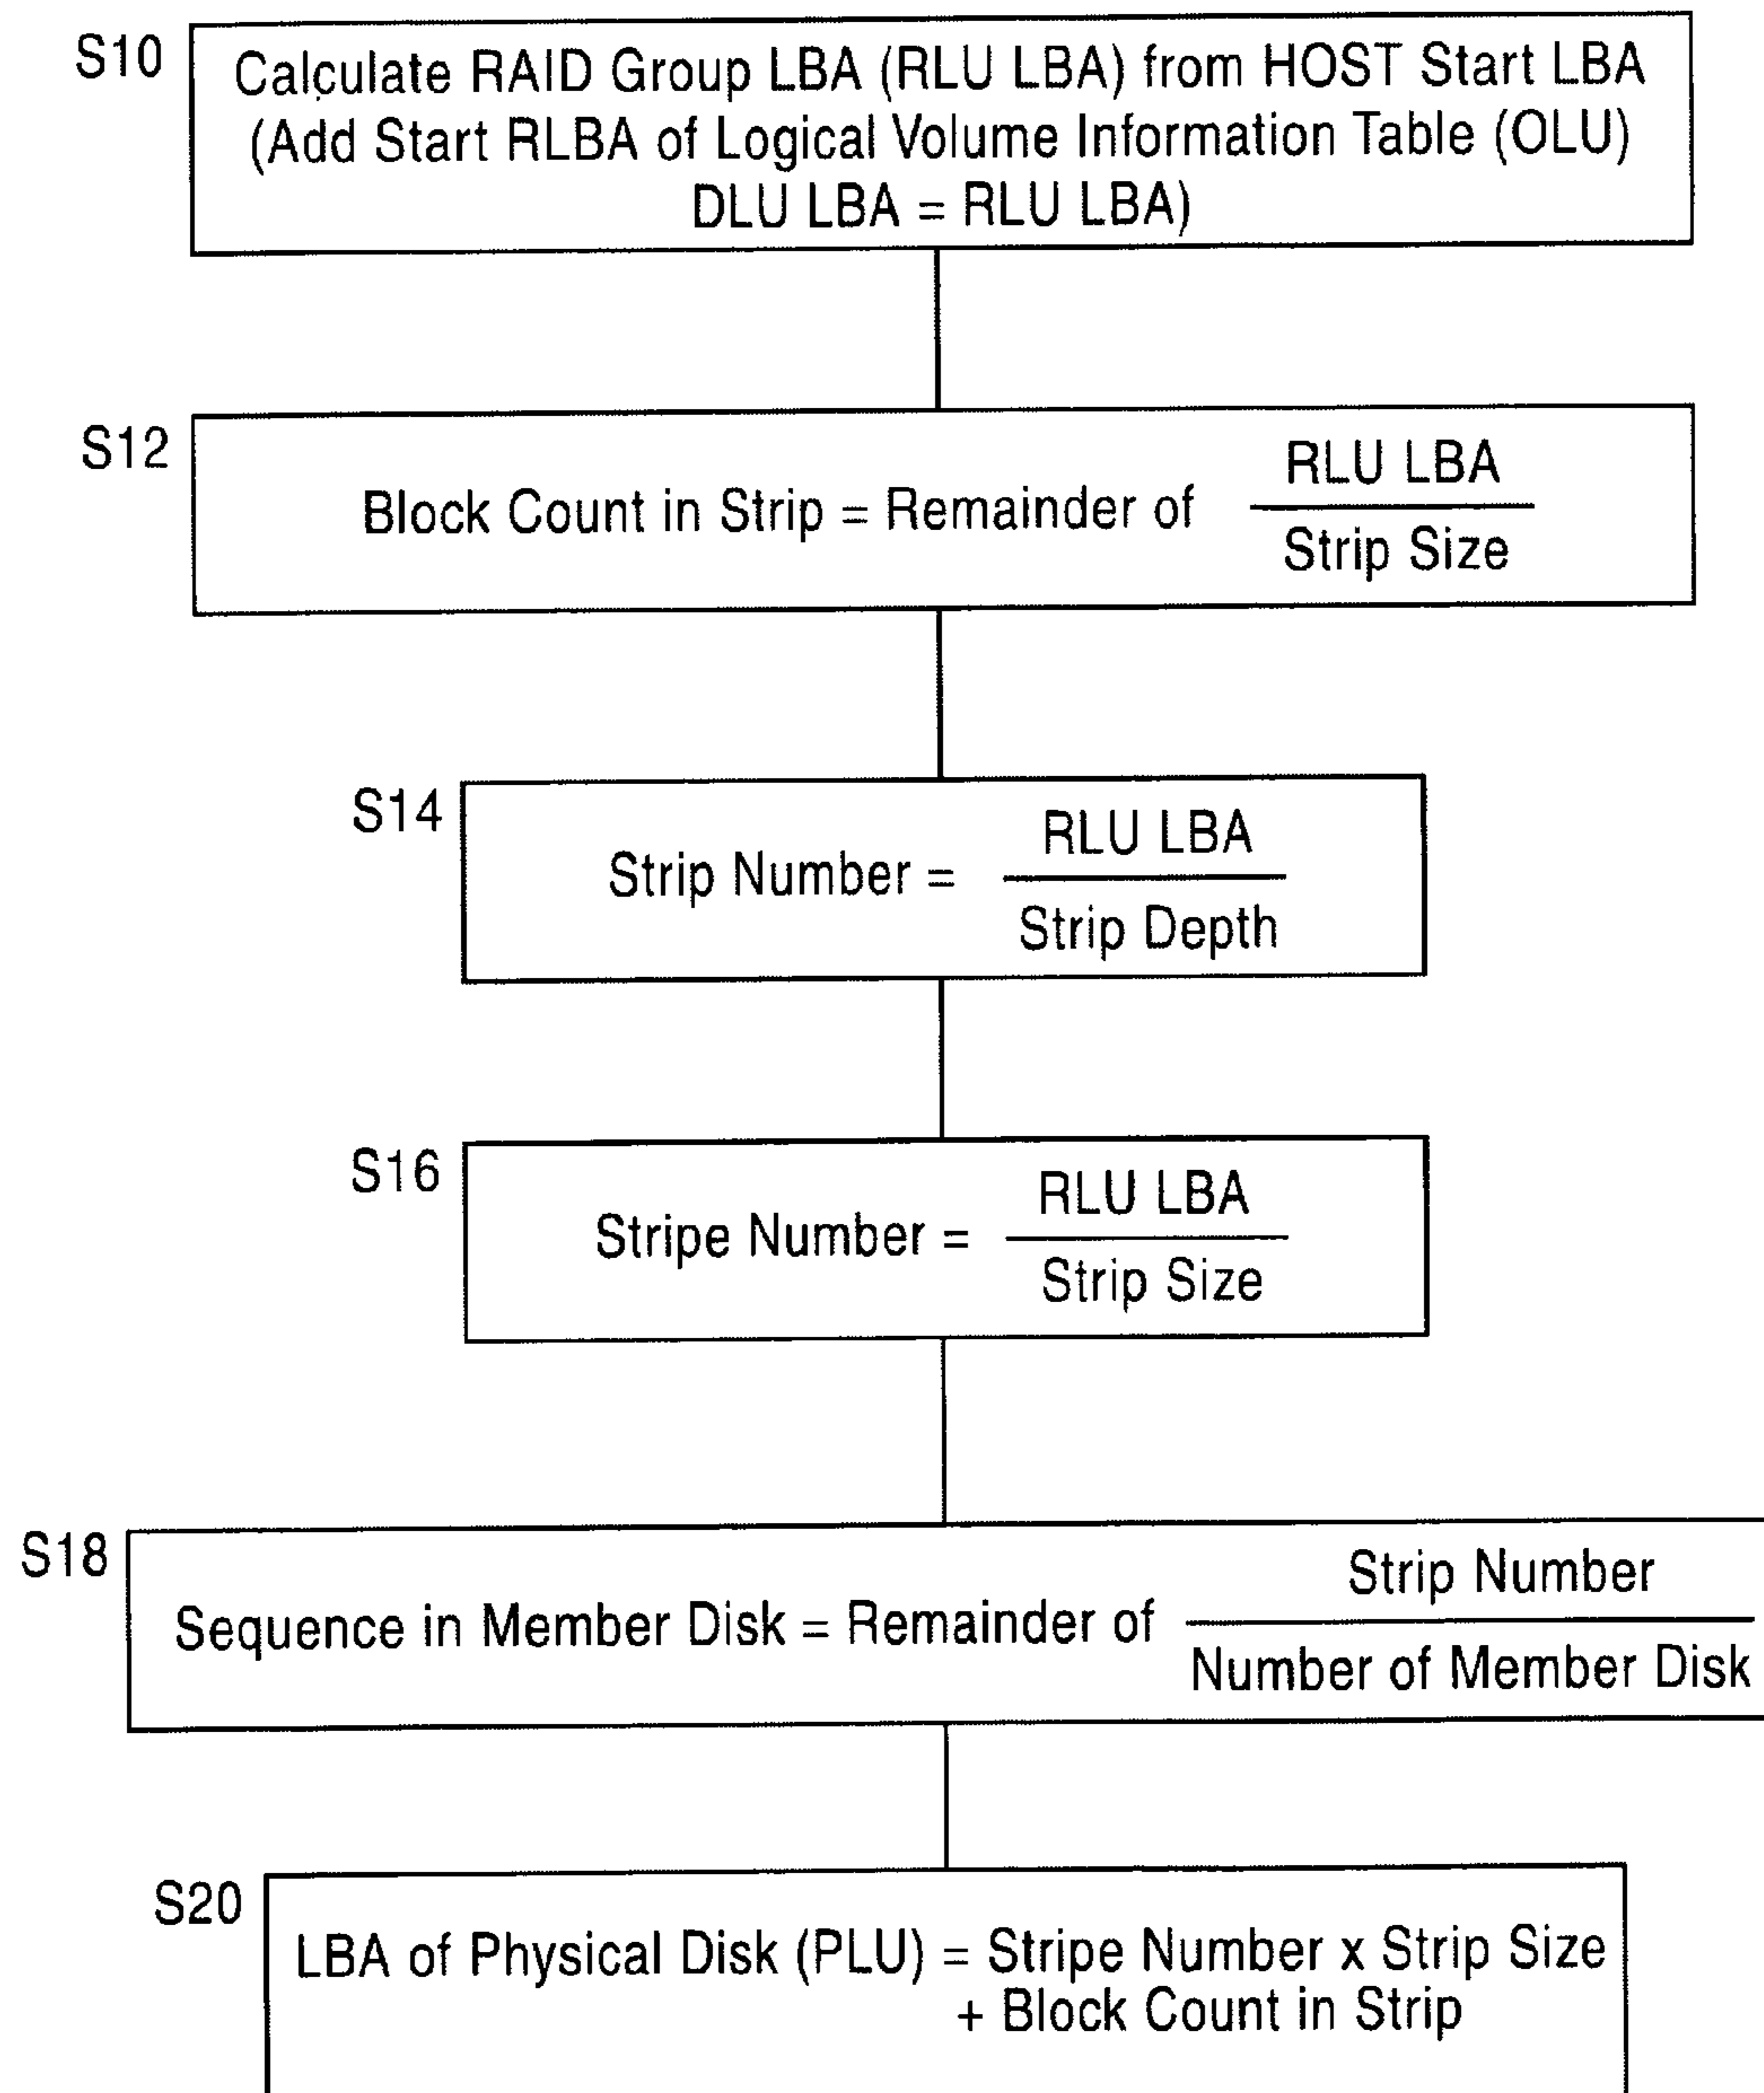 S10
Calculate RAID Group LBA (RLU LBA) from HOST Start LBA
(Add Start RLBA of Logical Volume Information Table (OLU)
DLU LBA = RLU LBA)
S12
Block Count in Strip = Remainder of RLU LBA
Strip Size
S14
Strip Number = RLU LBA
Strip Depth
S16
Stripe Number = RLU LBA
Strip Size
S18
Sequence in Member Disk = Remainder of Strip Number
Number of Member Disk
S20
LBA of Physical Disk (PLU) = Stripe Number x Strip Size
+ Block Count in Strip